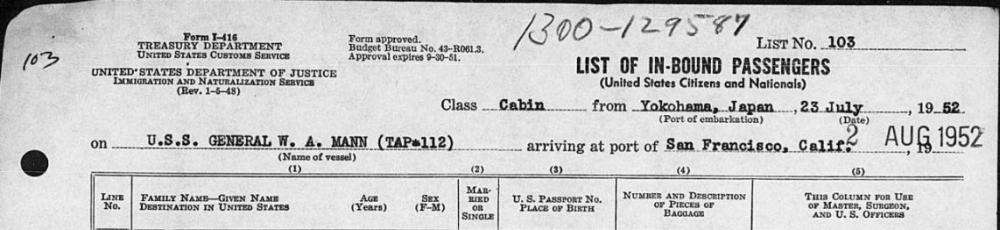 1300-129587
103
Form I-416
TREASURY DEPARTMENT
UNITED STATES CUSTOMS SERVICE
Form approved.
Budget Bureau No. 43-R061.3.
Approval expires 9-30-51.
LIST No. 103
UNITED STATES DEPARTMENT OF JUSTICE
IMMIGRATION AND NATURALIZATION SERVICE
(Rev. 1-5-48)
LIST OF IN-BOUND PASSENGERS
(United States Citizens and Nationals)
Class Cabin from Yokohama, Japan, 23 July, 1952
(Port of embarkation) (Date)
on U.S.S. GENERAL W. A. MANN (TAP*112) arriving at port of San Francisco, Calif. 2 AUG 1952, 19
(Name of vessel)
(1) (2) (3) (4) (5)
LINE No.
FAMILY NAME—GIVEN NAME
DESTINATION IN UNITED STATES
AGE (Years)
SEX (F-M)
MARRIED OR SINGLE
U. S. PASSPORT No.
PLACE OF BIRTH
NUMBER AND DESCRIPTION
OF PIECES OF
BAGGAGE
THIS COLUMN FOR USE
OF MASTER, SURGEON,
AND U. S. OFFICERS